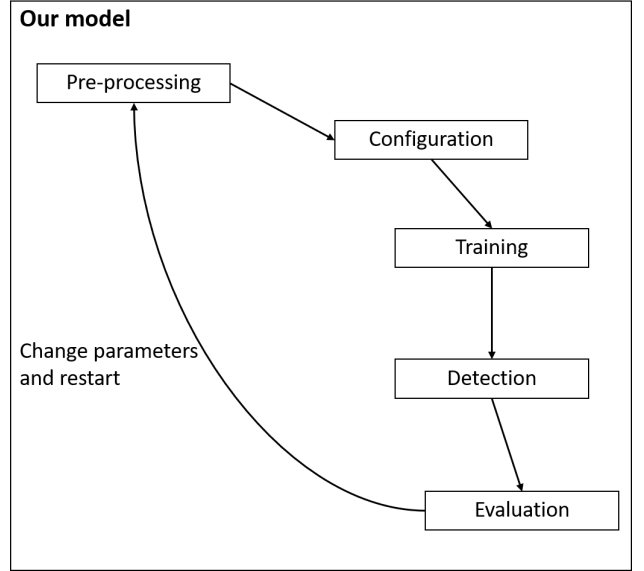 Our model
Pre-processing
Configuration
Training
Change parameters
and restart
Detection
Evaluation